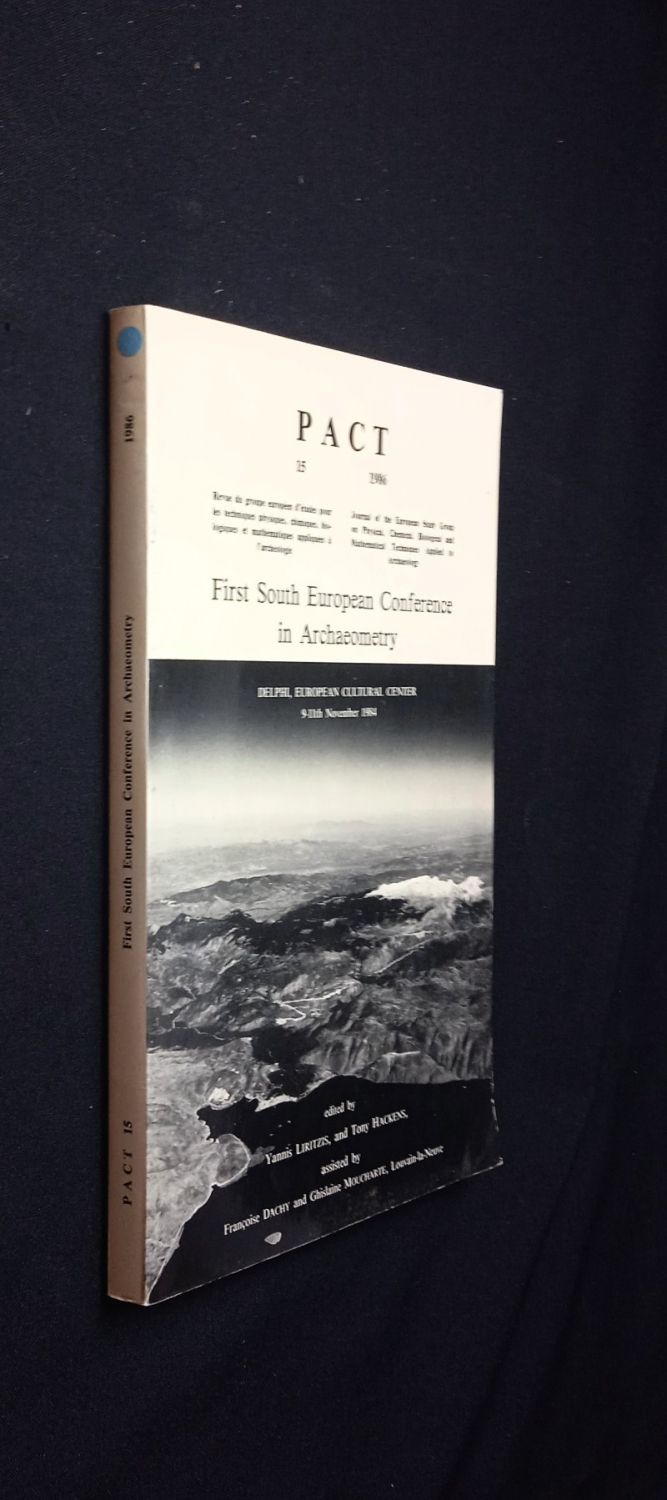 1986
First South European Conference in Archaeometry
PACT 15
PACT
15 1986
Revue du groupe européen d'études pour
les techniques physiques, chimiques, bio-
logiques et mathématiques appliquées à
l'archéologie
Journal of the European Study Group
on Physical, Chemical, Biological and
Mathematical Techniques Applied to
Archaeology
First South European Conference
in Archaeometry
DELPHI, EUROPEAN CULTURAL CENTER
9-11th November 1984
edited by
Yannis LIRITZIS, and Tony HACKENS,
assisted by
Françoise DACHY and Ghislaine MOUCHARTE, Louvain-la-Neuve